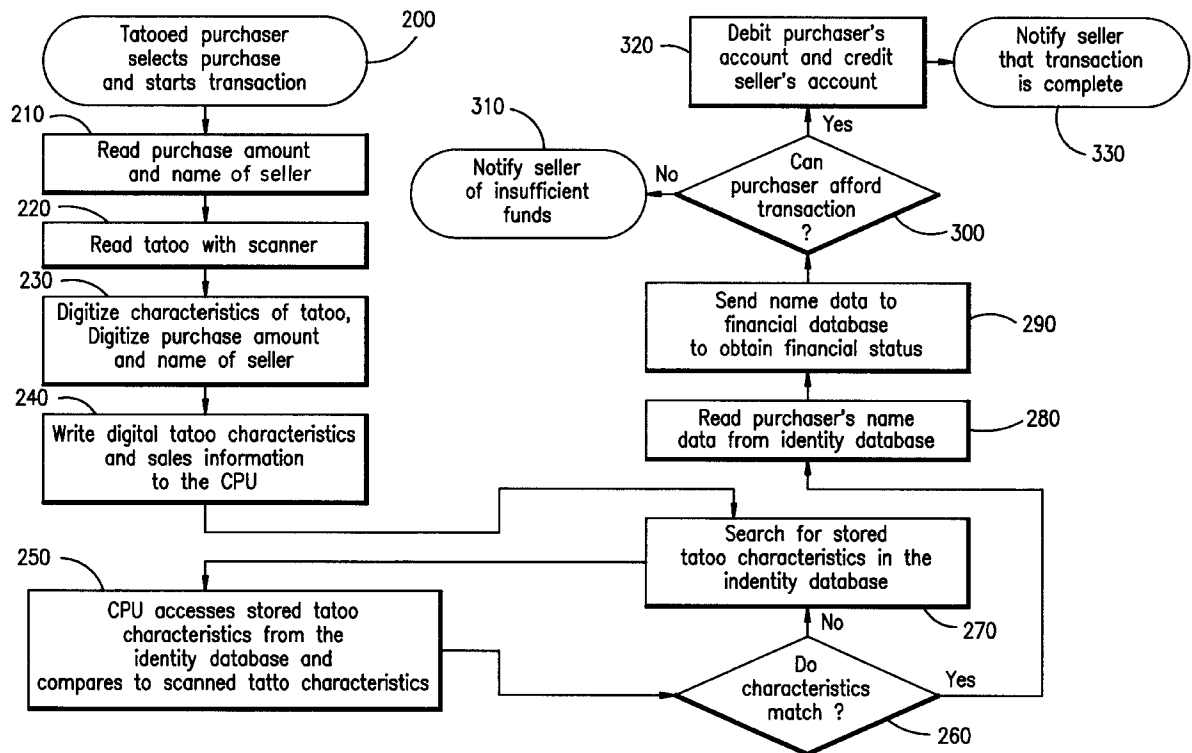 200
Tatooed purchaser
selects purchase
and starts transaction
210
Read purchase amount
and name of seller
220
Read tatoo with scanner
230
Digitize characteristics of tatoo,
Digitize purchase amount
and name of seller
240
Write digital tatoo characteristics
and sales information
to the CPU
250
CPU accesses stored tatoo
characteristics from the
identity database and
compares to scanned tatto characteristics
Do
characteristics
match ?
260
Yes
No
Search for stored
tatoo characteristics in the
indentity database
270
Read purchaser's name
data from identity database
280
Send name data to
financial database
to obtain financial status
290
Can
purchaser afford
transaction
?
300
No
310
Notify seller
of insufficient
funds
Yes
320
Debit purchaser's
account and credit
seller's account
Notify seller
that transaction
is complete
330